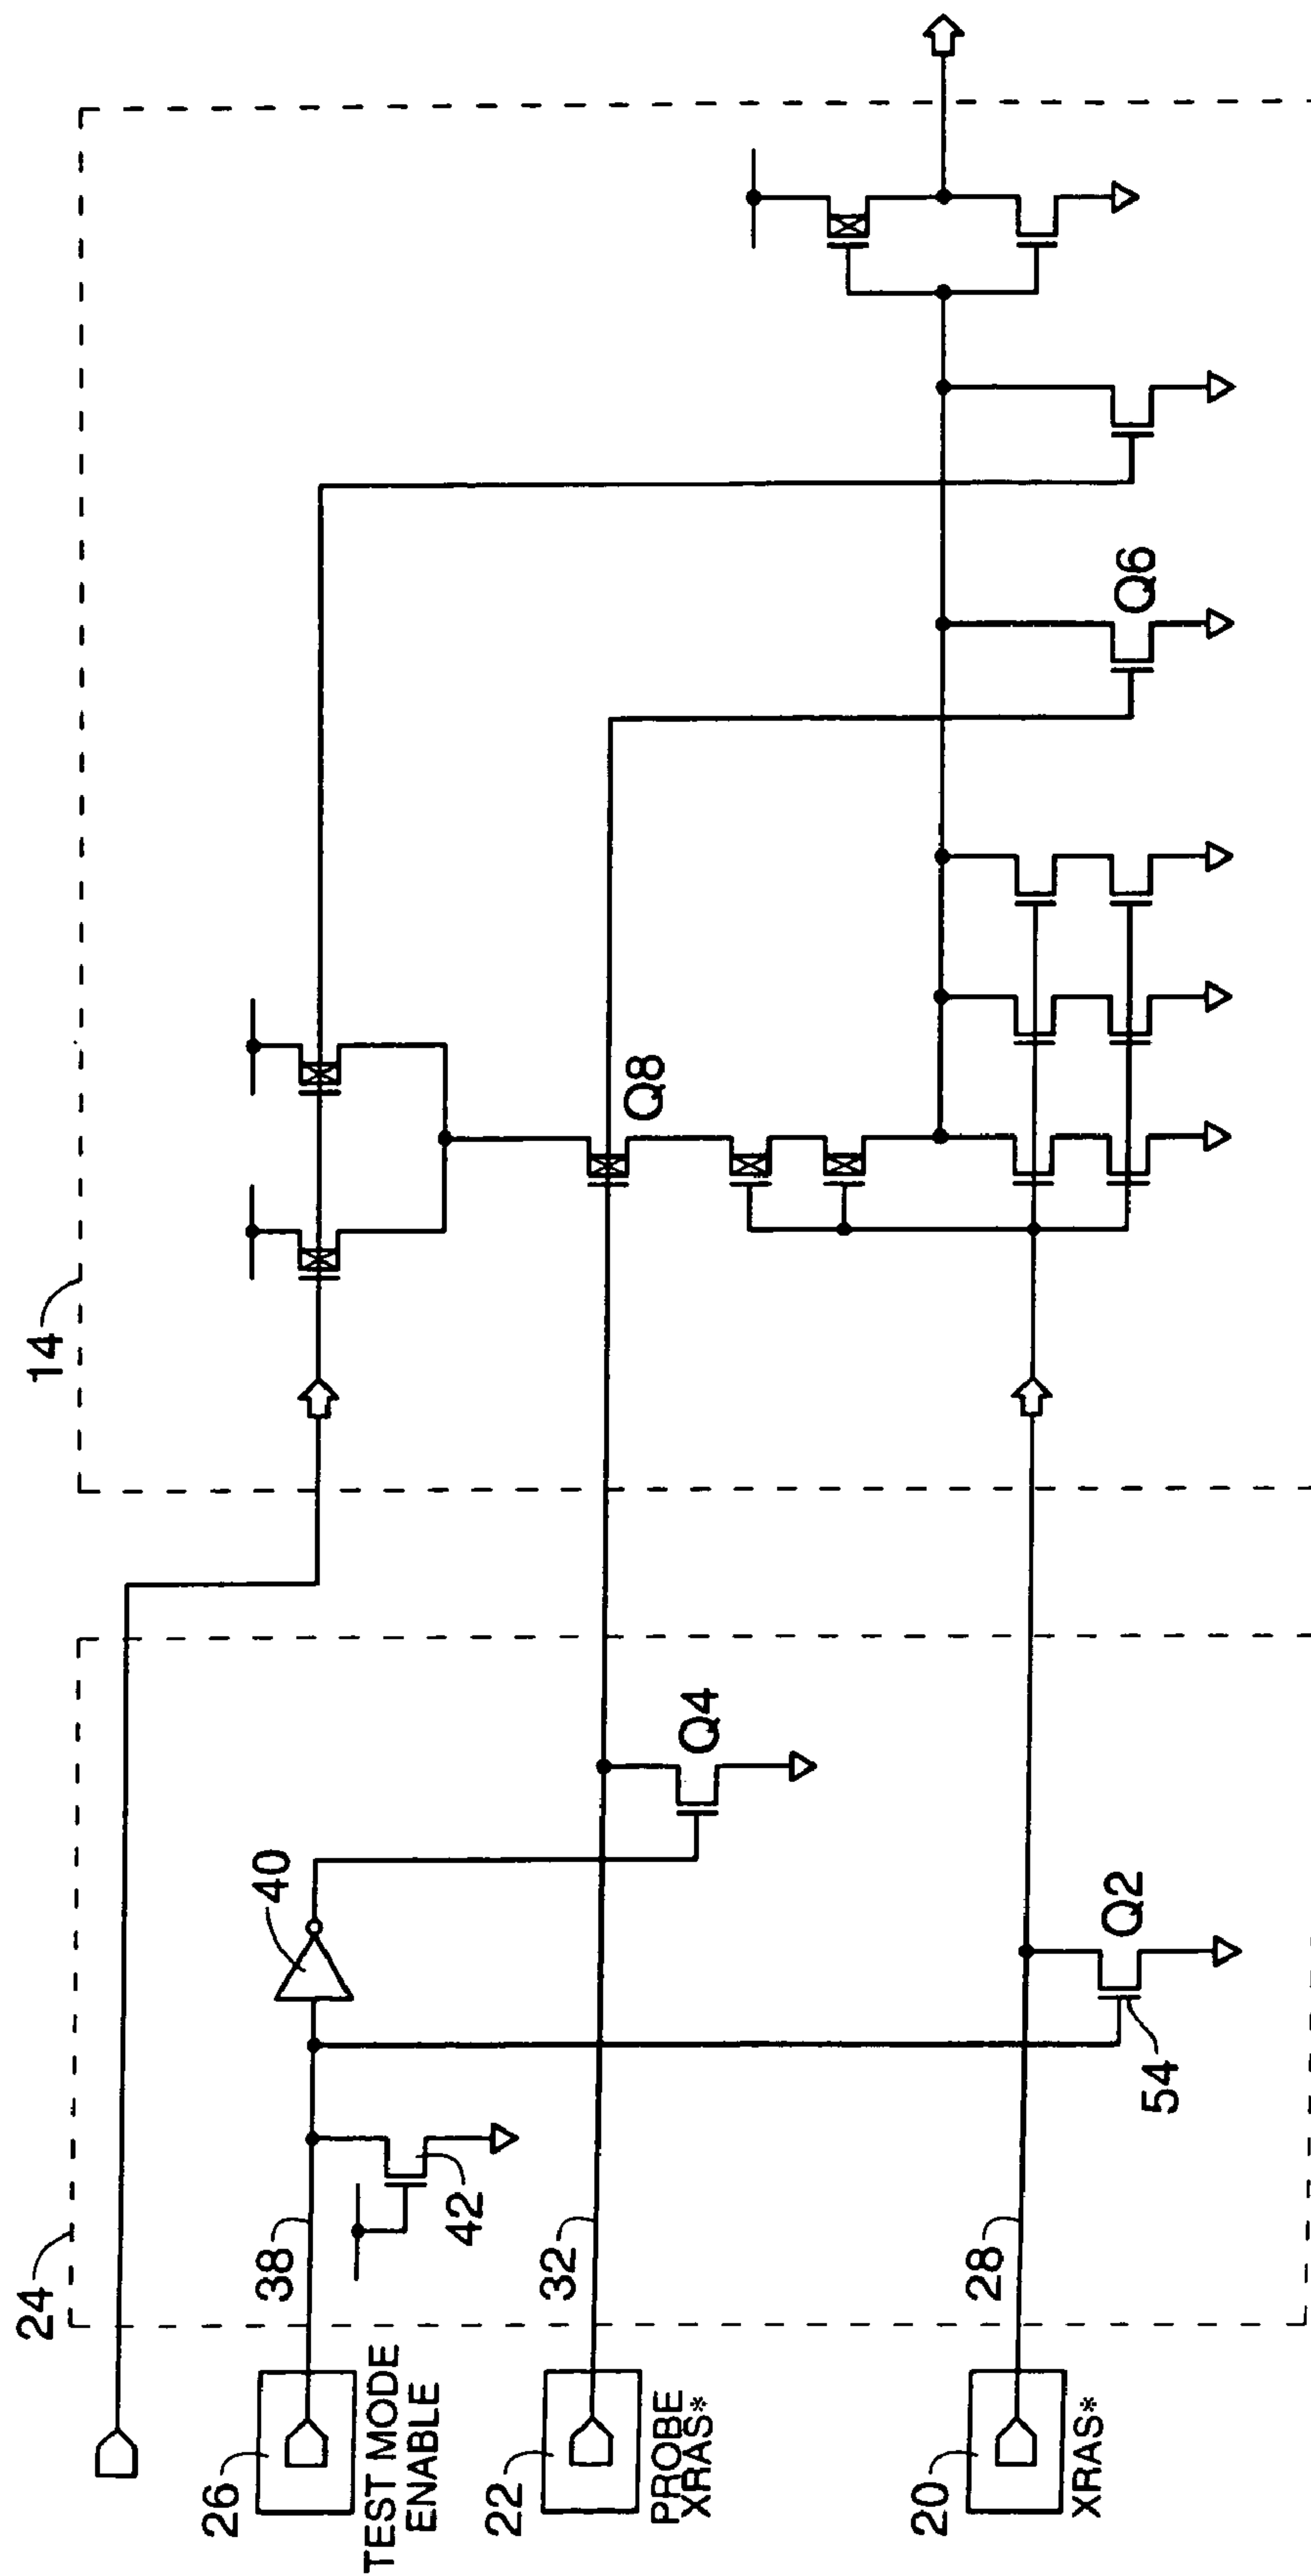 24
14
26
TEST MODE
ENABLE
38
42
40
22
PROBE
XRAS*
32
Q4
Q8
20
XRAS*
28
54
Q2
Q6